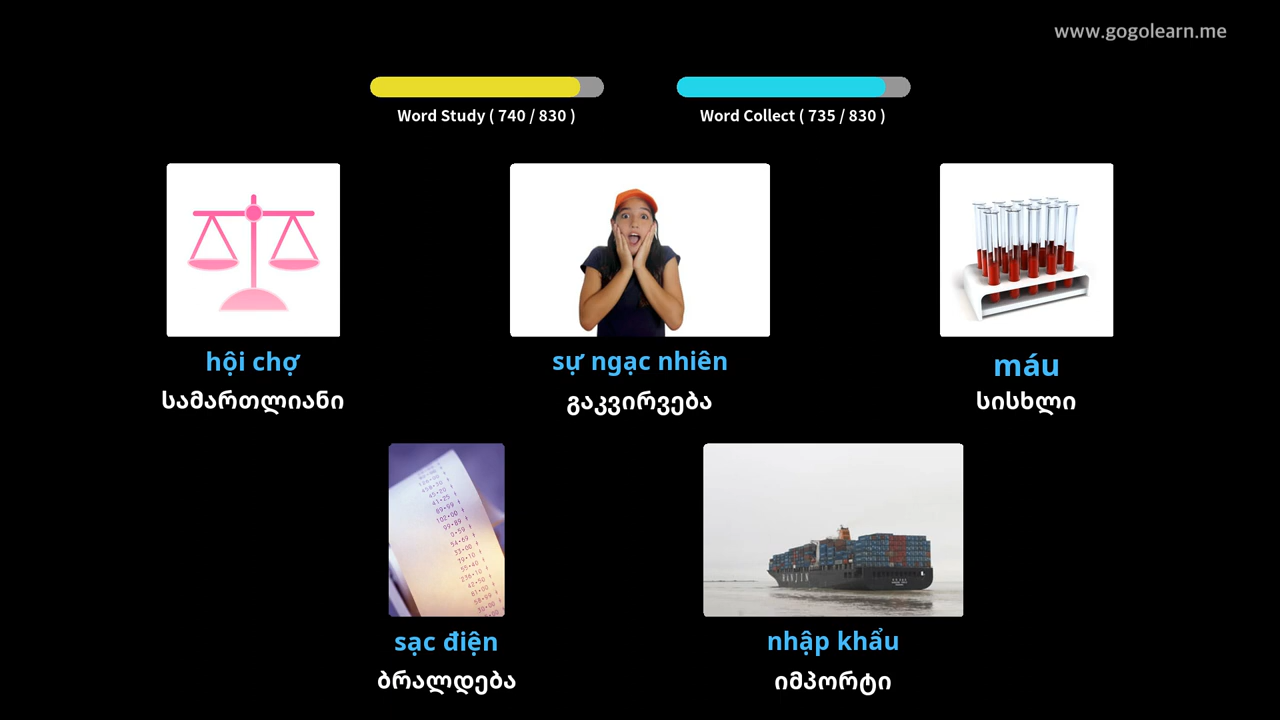 www.gogolearn.me
Word Study ( 740 / 830 )
Word Collect ( 735 / 830 )
hội chợ
sự ngạc nhiên
máu
სამართლიანი
გაკვირვება
სისხლი
HANJIN
sạc điện
nhập khẩu
ბრალდება
იმპორტი